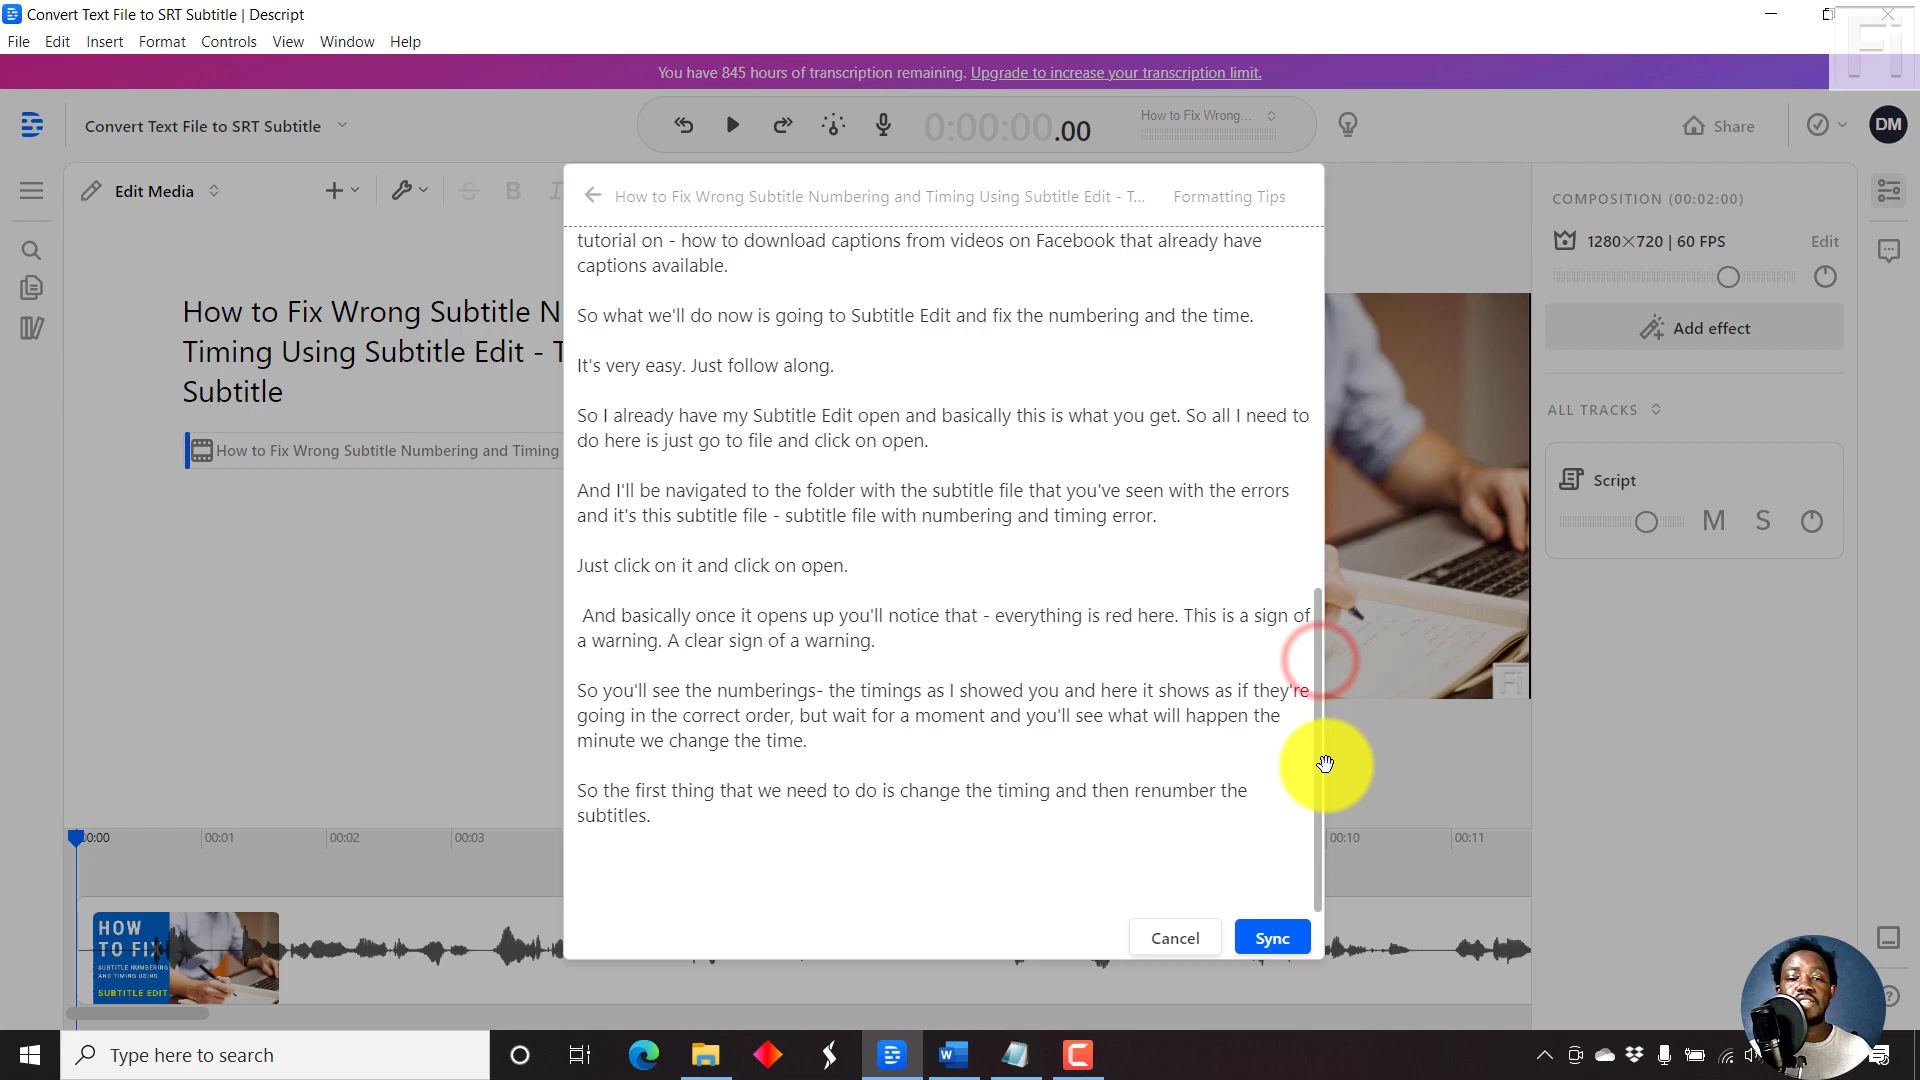 Convert Text File to SRT Subtitle | Descript
File Edit Insert Format Controls View Window Help
You have 845 hours of transcription remaining. Upgrade to increase your transcription limit.
Convert Text File to SRT Subtitle
0:00:00.00
How to Fix Wrong...
Share
DM
Edit Media
S B I
How to Fix Wrong Subtitle Numbering and Timing Using Subtitle Edit - T...
Formatting Tips
COMPOSITION (00:02:00)
1280×720 | 60 FPS
Edit
Add effect
ALL TRACKS
Script
M S
How to Fix Wrong Subtitle N
Timing Using Subtitle Edit - T
Subtitle
How to Fix Wrong Subtitle Numbering and Timing
tutorial on - how to download captions from videos on Facebook that already have
captions available.
So what we'll do now is going to Subtitle Edit and fix the numbering and the time.
It's very easy. Just follow along.
So I already have my Subtitle Edit open and basically this is what you get. So all I need to
do here is just go to file and click on open.
And I'll be navigated to the folder with the subtitle file that you've seen with the errors
and it's this subtitle file - subtitle file with numbering and timing error.
Just click on it and click on open.
And basically once it opens up you'll notice that - everything is red here. This is a sign of
a warning. A clear sign of a warning.
So you'll see the numberings- the timings as I showed you and here it shows as if they're
going in the correct order, but wait for a moment and you'll see what will happen the
minute we change the time.
So the first thing that we need to do is change the timing and then renumber the
subtitles.
Cancel
Sync
00:00 00:01 00:02 00:03 00:10 00:11
HOW
TO FIX
SUBTITLE NUMBERING
AND TIMING USING
SUBTITLE EDIT
Type here to search